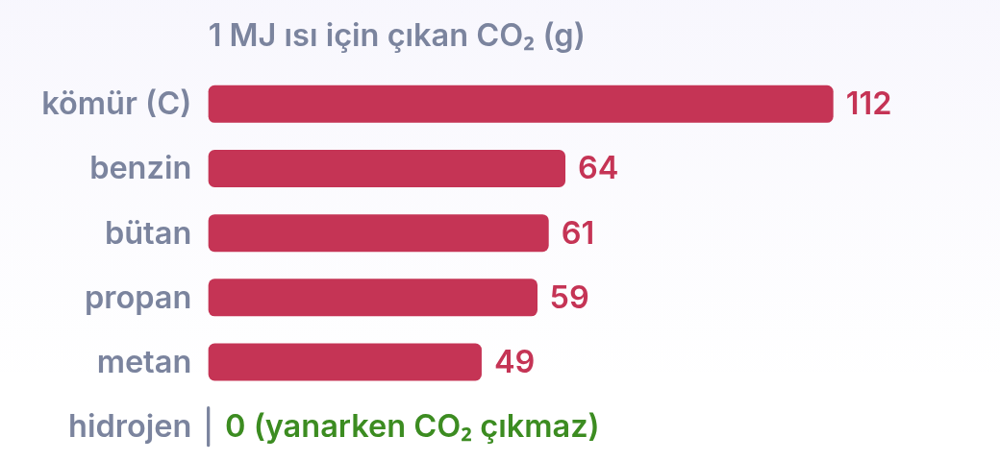 1 MJ ısı için çıkan CO₂ (g)
kömür (C) 112
benzin 64
bütan 61
propan 59
metan 49
hidrojen 0 (yanarken CO₂ çıkmaz)